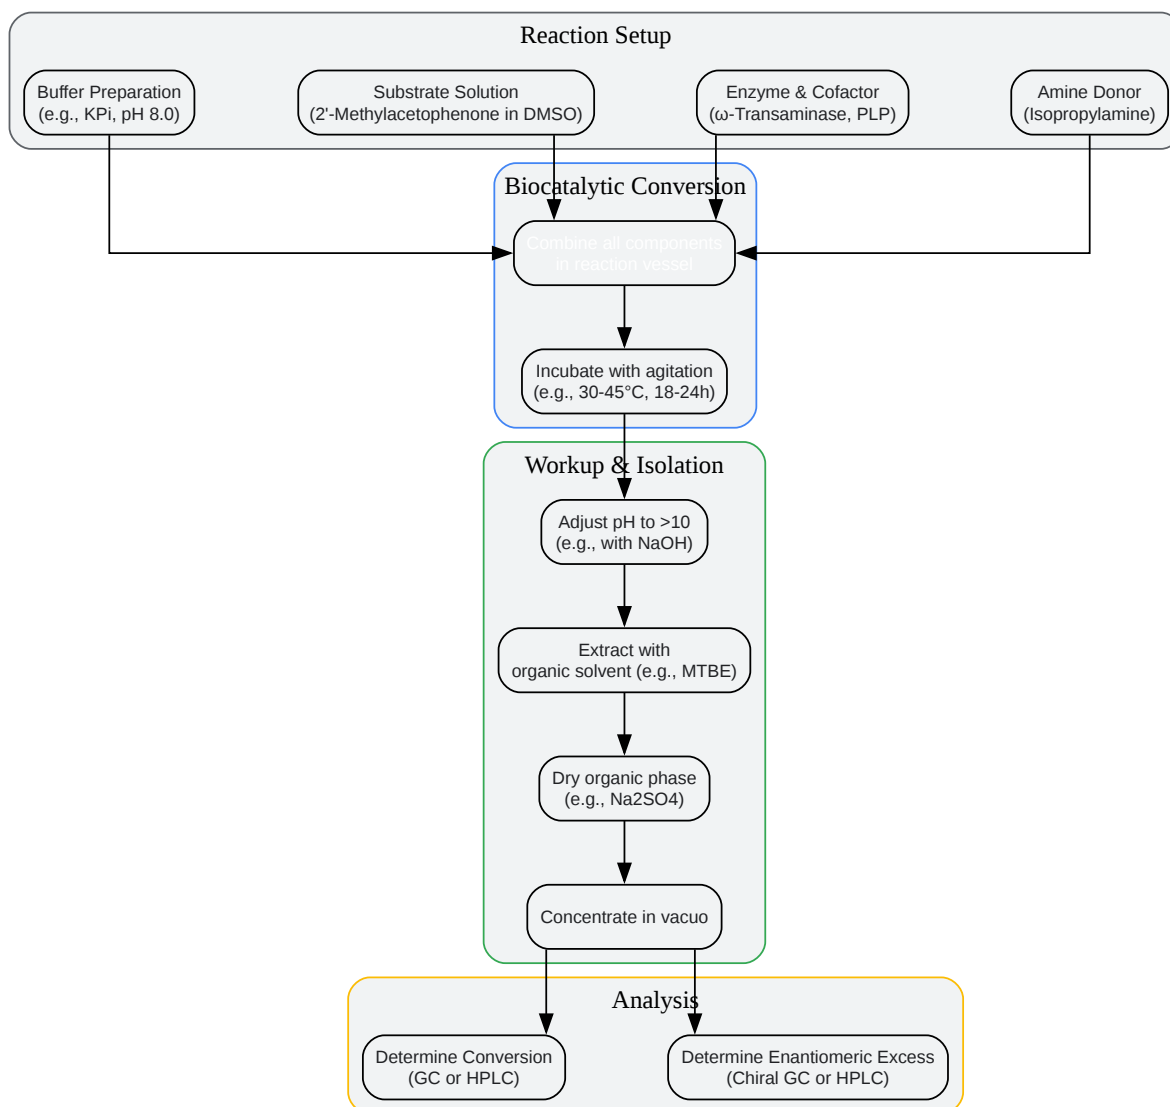 Reaction Setup
Buffer Preparation
(e.g., KPi, pH 8.0)
Substrate Solution
(2'-Methylacetophenone in DMSO)
Enzyme & Cofactor
(ω-Transaminase, PLP)
Amine Donor
(Isopropylamine)
Biocatalytic Conversion
Combine all components
in reaction vessel
Incubate with agitation
(e.g., 30-45°C, 18-24h)
Workup & Isolation
Adjust pH to >10
(e.g., with NaOH)
Extract with
organic solvent (e.g., MTBE)
Dry organic phase
(e.g., Na2SO4)
Concentrate in vacuo
Analysis
Determine Conversion
(GC or HPLC)
Determine Enantiomeric Excess
(Chiral GC or HPLC)